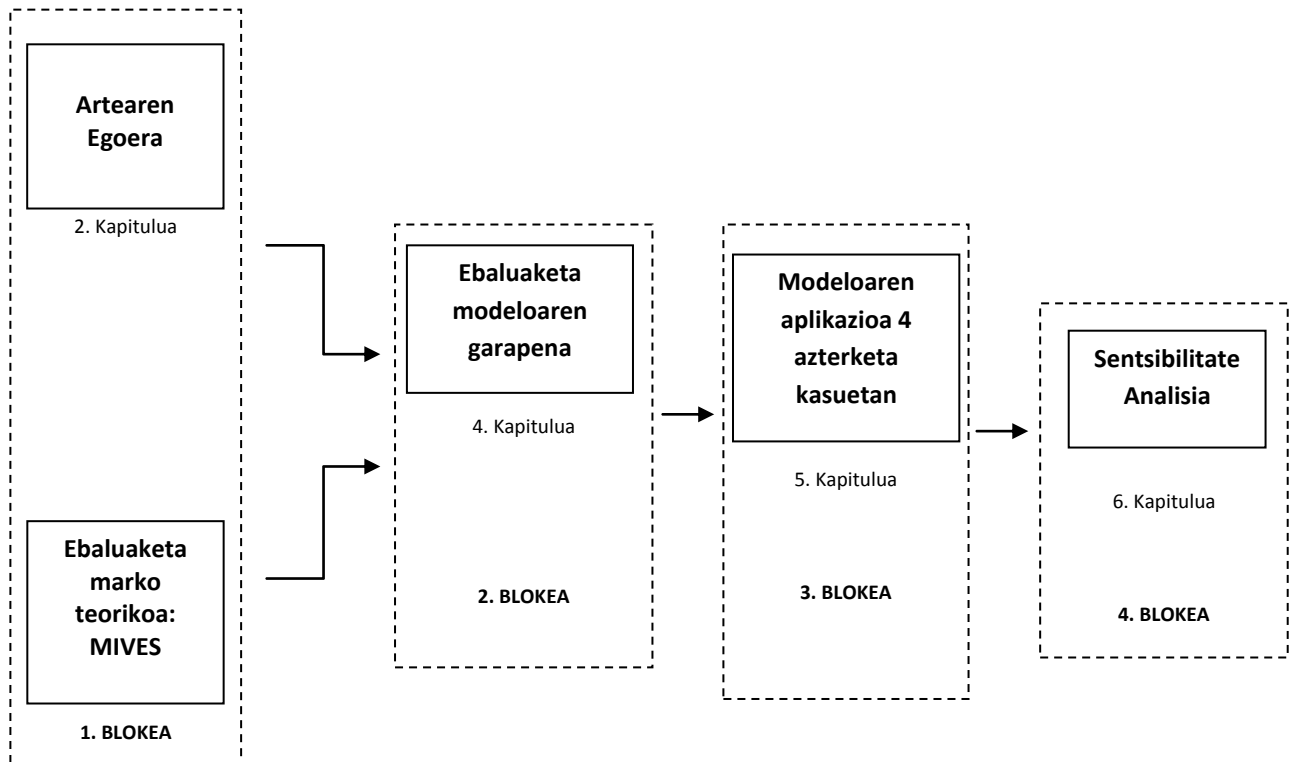 Artearen
Egoera
2. Kapitulua
Ebaluaketa
marko
teorikoa:
MIVES
1. BLOKEA
Ebaluaketa
modeloaren
garapena
4. Kapitulua
2. BLOKEA
Modeloaren
aplikazioa 4
azterketa
kasuetan
5. Kapitulua
3. BLOKEA
Sentsibilitate
Analisia
6. Kapitulua
4. BLOKEA